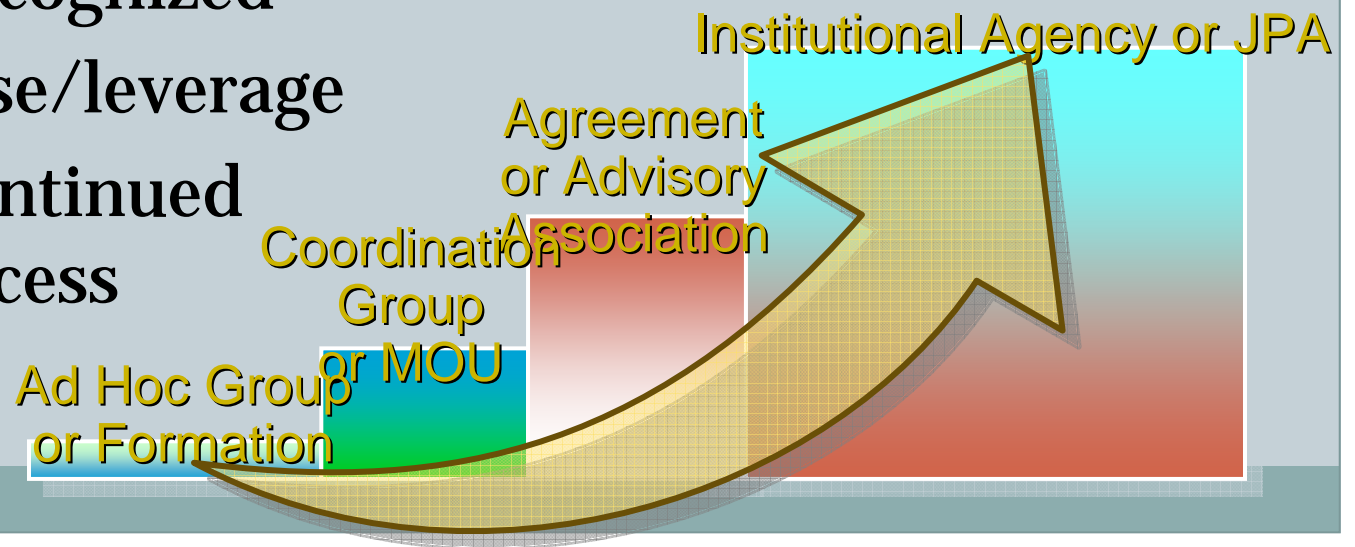 ecognized
se/leverage
ntinued
cess
Institutional Agency or JPA
Agreement
or Advisory
Association
Coordination
Group
or MOU
Ad Hoc Group
or Formation